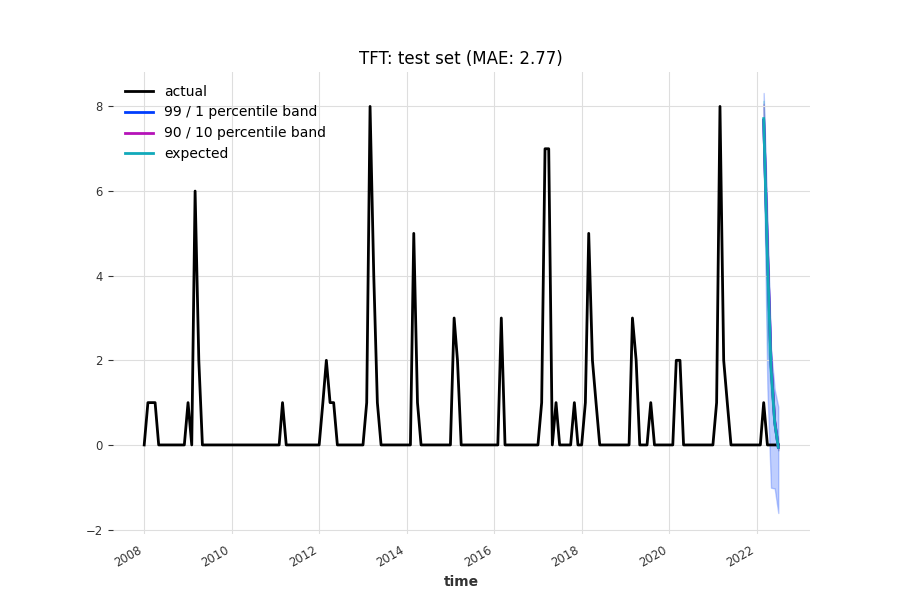 TFT: test set (MAE: 2.77)
actual
99 / 1 percentile band
90 / 10 percentile band
expected
8
6
4
2
0
−2
2008
2010
2012
2014
2016
2018
2020
2022
time